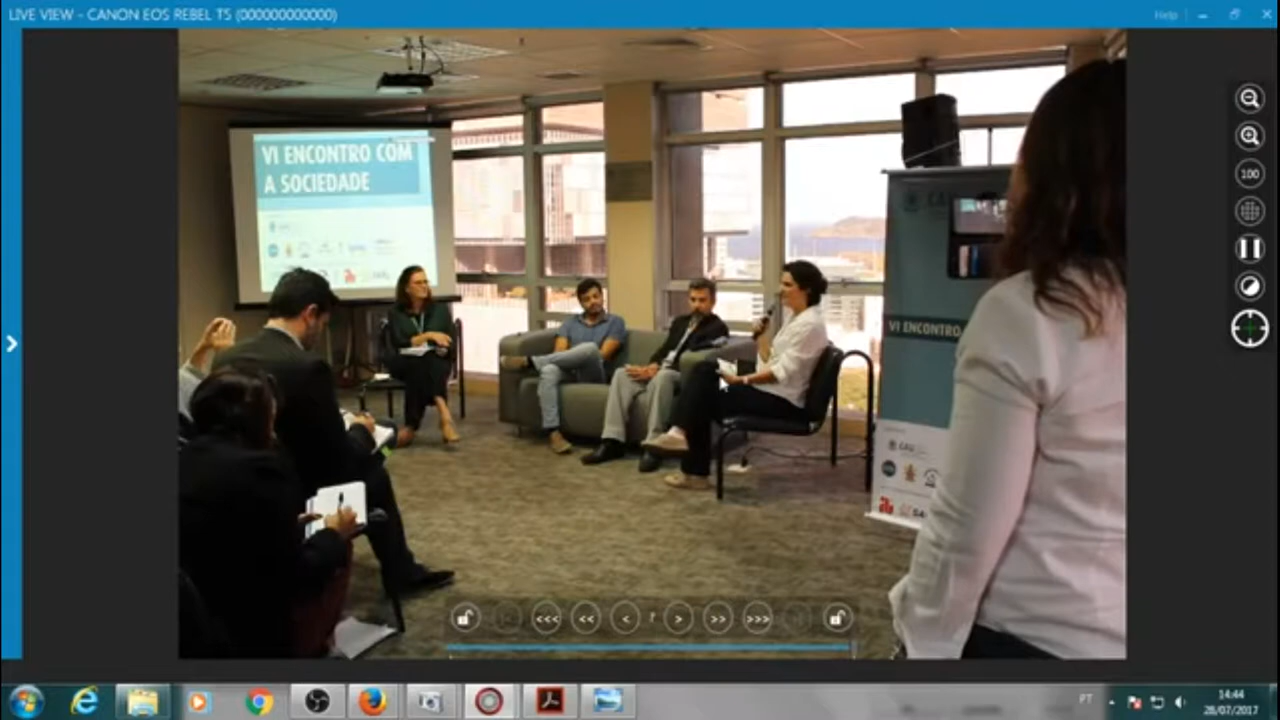 LIVE VIEW - CANON EOS REBEL T5 (000000000000)
Help
VI ENCONTRO COM
A SOCIEDADE
100
VI ENCONTRO
CAU
<<<
<<
<
?
>
>>
>>>
PT
14:44
28/07/2017